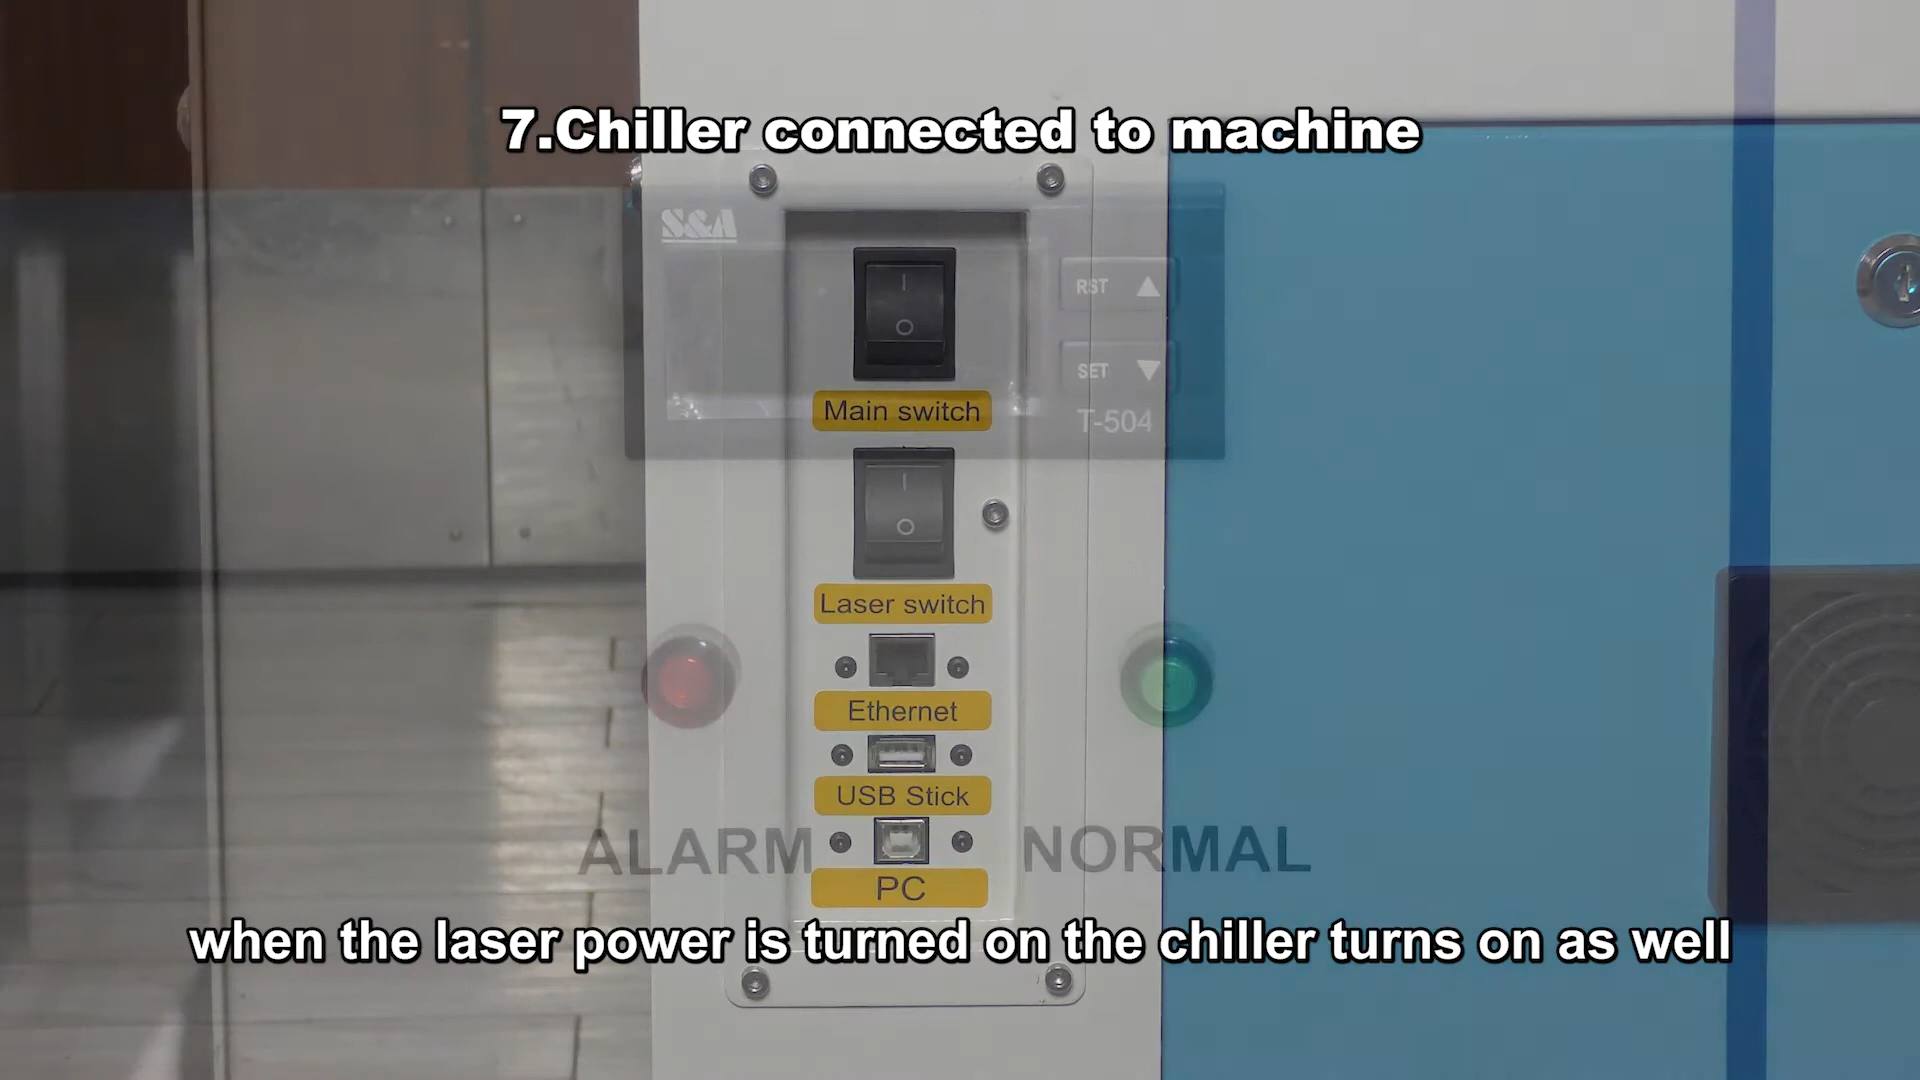 7.Chiller connected to machine
S&A
RST ▲
SET ▼
T-504
Main switch
Laser switch
Ethernet
USB Stick
PC
ALARM
NORMAL
when the laser power is turned on the chiller turns on as well